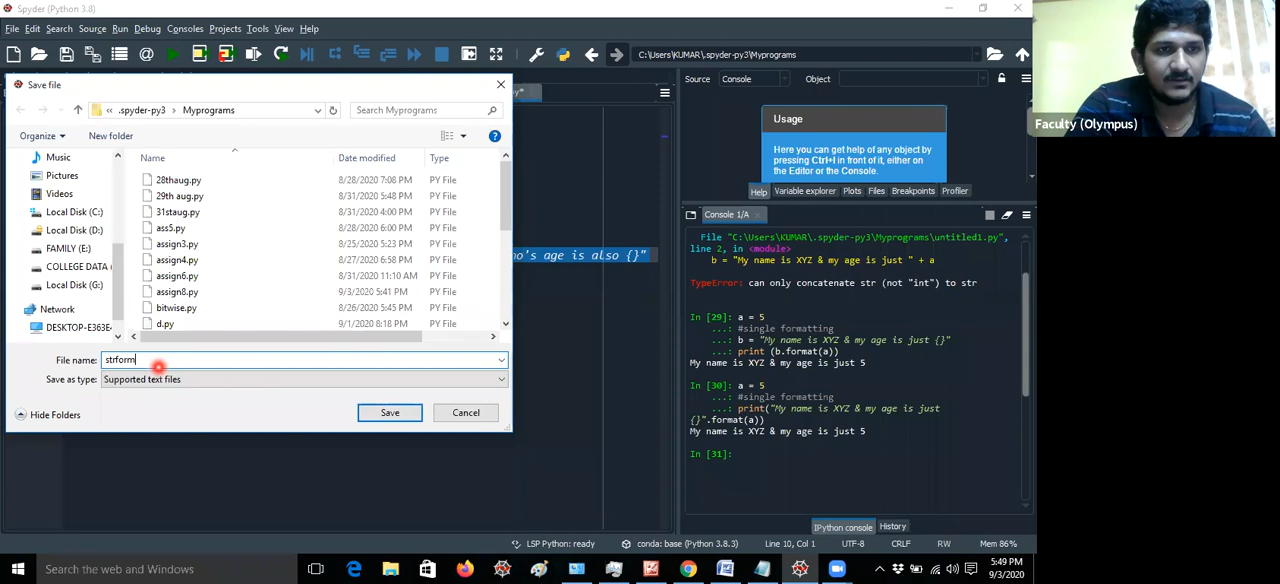 Spyder (Python 3.8)
File Edit Search Source Run Debug Consoles Projects Tools View Help
C:\Users\KUMAR\.spyder-py3\Myprograms
Save file
.spyder-py3 Myprograms
Search Myprograms
Organize New folder
Name Date modified Type
Music
Pictures
Videos
Local Disk (C:)
Local Disk (D:)
FAMILY (E:)
COLLEGE DATA (
Local Disk (G:)
Network
DESKTOP-E363E
28thaug.py 8/28/2020 7:08 PM PY File
29th aug.py 8/31/2020 5:48 PM PY File
31staug.py 8/31/2020 4:00 PM PY File
ass5.py 8/28/2020 6:00 PM PY File
assign3.py 8/25/2020 5:23 PM PY File
assign4.py 8/27/2020 6:58 PM PY File
assign6.py 8/31/2020 11:10 AM PY File
assign8.py 9/3/2020 5:41 PM PY File
bitwise.py 8/26/2020 5:45 PM PY File
d.py 9/1/2020 8:18 PM PY File
File name: strform
Save as type: Supported text files
Hide Folders
Save Cancel
o's age is also {}"
Source Console Object
Usage
Here you can get help of any object by
pressing Ctrl+I in front of it, either on
the Editor or the Console.
Help Variable explorer Plots Files Breakpoints Profiler
Console 1/A
File "C:\Users\KUMAR\.spyder-py3\Myprograms\untitled1.py",
line 2, in <module>
b = "My name is XYZ & my age is just " + a
TypeError: can only concatenate str (not "int") to str
In [29]: a = 5
...: #single formatting
...: b = "My name is XYZ & my age is just {}"
...: print (b.format(a))
My name is XYZ & my age is just 5
In [30]: a = 5
...: #single formatting
...: print("My name is XYZ & my age is just
{}".format(a))
My name is XYZ & my age is just 5
In [31]:
IPython console History
LSP Python: ready conda: base (Python 3.8.3) Line 10, Col 1 UTF-8 CRLF RW Mem 86%
Search the web and Windows
5:49 PM
9/3/2020
Faculty (Olympus)